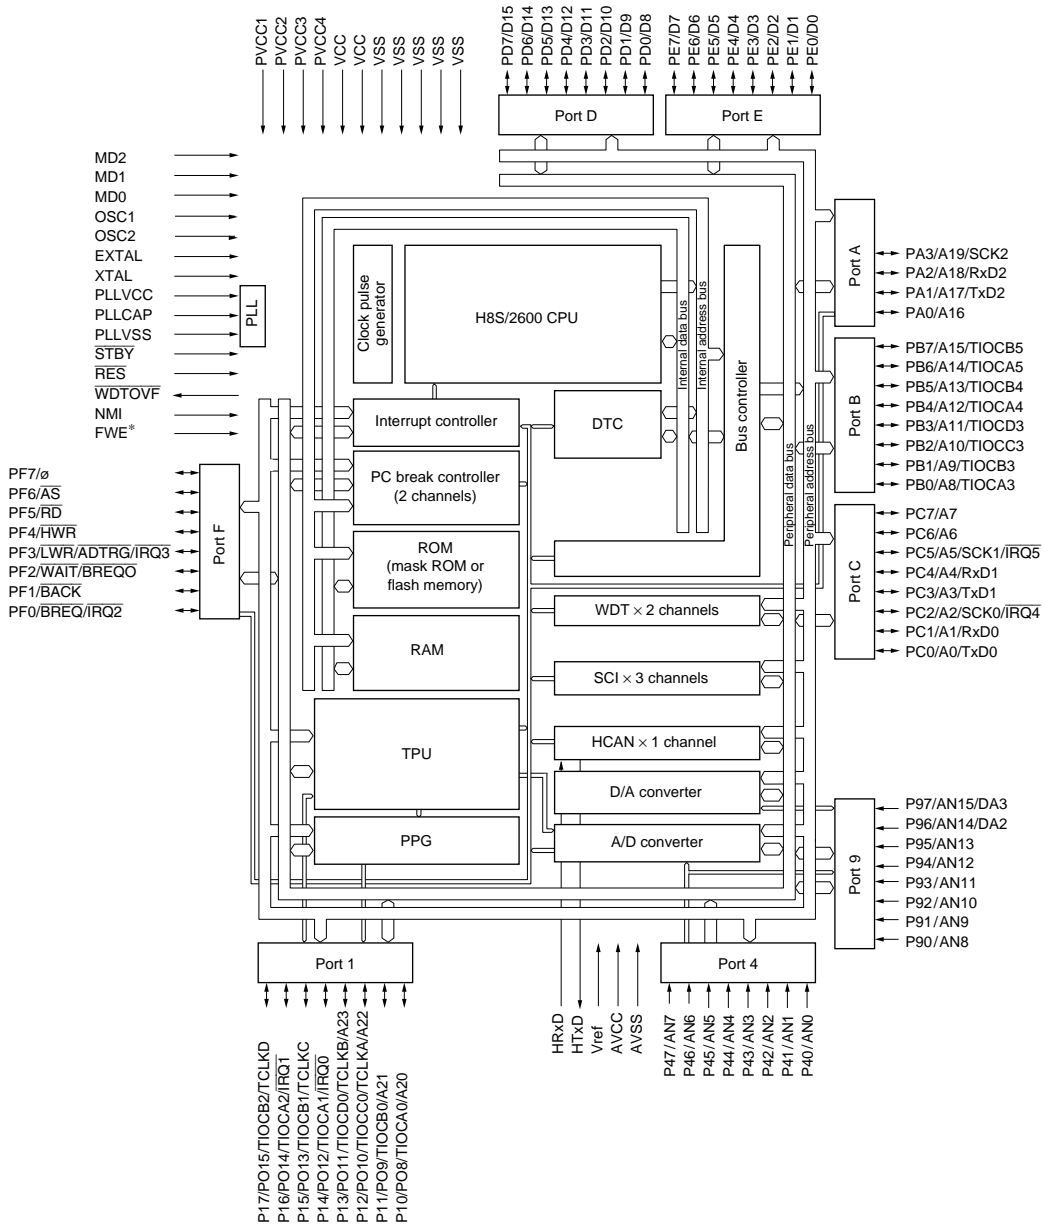 PVCC1
PVCC2
PVCC3
PVCC4
VCC
VCC
VSS
VSS
VSS
VSS
VSS
PD7/D15
PD6/D14
PD5/D13
PD4/D12
PD3/D11
PD2/D10
PD1/D9
PD0/D8
PE7/D7
PE6/D6
PE5/D5
PE4/D4
PE3/D3
PE2/D2
PE1/D1
PE0/D0
Port D
Port E
MD2
MD1
MD0
OSC1
OSC2
EXTAL
XTAL
PLLVCC
PLLCAP
PLLVSS
STBY
RES
WDTOVF
NMI
FWE*
PLL
Clock pulse
generator
H8S/2600 CPU
Internal data bus
Internal address bus
Bus controller
Port A
PA3/A19/SCK2
PA2/A18/RxD2
PA1/A17/TxD2
PA0/A16
Port B
PB7/A15/TIOCB5
PB6/A14/TIOCA5
PB5/A13/TIOCB4
PB4/A12/TIOCA4
PB3/A11/TIOCD3
PB2/A10/TIOCC3
PB1/A9/TIOCB3
PB0/A8/TIOCA3
Interrupt controller
DTC
PC break controller
(2 channels)
Peripheral data bus
Peripheral address bus
PF7/ø
PF6/AS
PF5/RD
PF4/HWR
PF3/LWR/ADTRG/IRQ3
PF2/WAIT/BREQO
PF1/BACK
PF0/BREQ/IRQ2
Port F
ROM
(mask ROM or
flash memory)
RAM
WDT × 2 channels
SCI × 3 channels
Port C
PC7/A7
PC6/A6
PC5/A5/SCK1/IRQ5
PC4/A4/RxD1
PC3/A3/TxD1
PC2/A2/SCK0/IRQ4
PC1/A1/RxD0
PC0/A0/TxD0
TPU
HCAN × 1 channel
D/A converter
PPG
A/D converter
Port 9
P97/AN15/DA3
P96/AN14/DA2
P95/AN13
P94/AN12
P93/AN11
P92/AN10
P91/AN9
P90/AN8
Port 1
Port 4
P17/PO15/TIOCB2/TCLKD
P16/PO14/TIOCA2/IRQ1
P15/PO13/TIOCB1/TCLKC
P14/PO12/TIOCA1/IRQ0
P13/PO11/TIOCD0/TCLKB/A23
P12/PO10/TIOCC0/TCLKA/A22
P11/PO9/TIOCB0/A21
P10/PO8/TIOCA0/A20
HRxD
HTxD
Vref
AVCC
AVSS
P47/AN7
P46/AN6
P45/AN5
P44/AN4
P43/AN3
P42/AN2
P41/AN1
P40/AN0